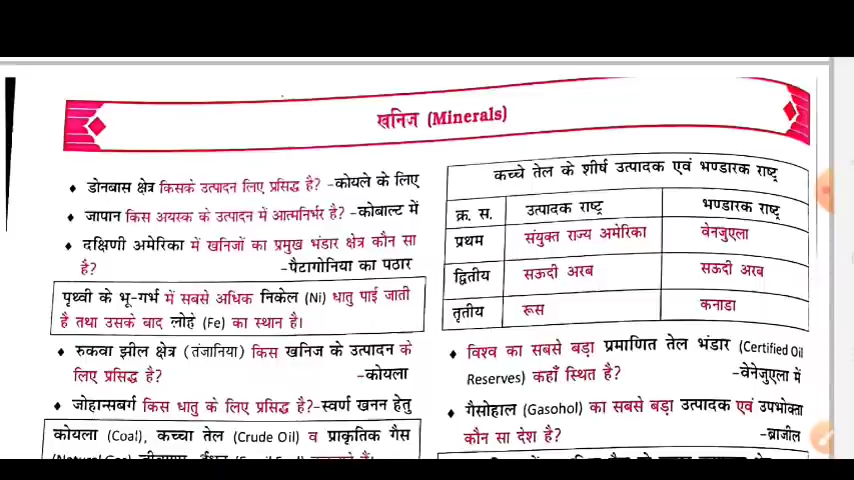 खनिज (Minerals)
♦ डोनबास क्षेत्र किसके उत्पादन लिए प्रसिद्ध है? -कोयले के लिए
♦ जापान किस अयस्क के उत्पादन में आत्मनिर्भर है? -कोबाल्ट में
♦ दक्षिणी अमेरिका में खनिजों का प्रमुख भंडार क्षेत्र कौन सा
है? -पैटागोनिया का पठार
पृथ्वी के भू-गर्भ में सबसे अधिक निकेल (Ni) धातु पाई जाती
है तथा उसके बाद लोहे (Fe) का स्थान है।
♦ रुकवा झील क्षेत्र (तंजानिया) किस खनिज के उत्पादन के
लिए प्रसिद्ध है? -कोयला
♦ जोहान्सबर्ग किस धातु के लिए प्रसिद्ध है? -स्वर्ण खनन हेतु
कोयला (Coal), कच्चा तेल (Crude Oil) व प्राकृतिक गैस
कच्चे तेल के शीर्ष उत्पादक एवं भण्डारक राष्ट्र
क्र. स. उत्पादक राष्ट्र भण्डारक राष्ट्र
प्रथम संयुक्त राज्य अमेरिका वेनजुएला
द्वितीय सऊदी अरब सऊदी अरब
तृतीय रूस कनाडा
♦ विश्व का सबसे बड़ा प्रमाणित तेल भंडार (Certified Oil
Reserves) कहाँ स्थित है? -वेनेजुएला में
♦ गैसोहाल (Gasohol) का सबसे बड़ा उत्पादक एवं उपभोक्ता
कौन सा देश है? -ब्राजील